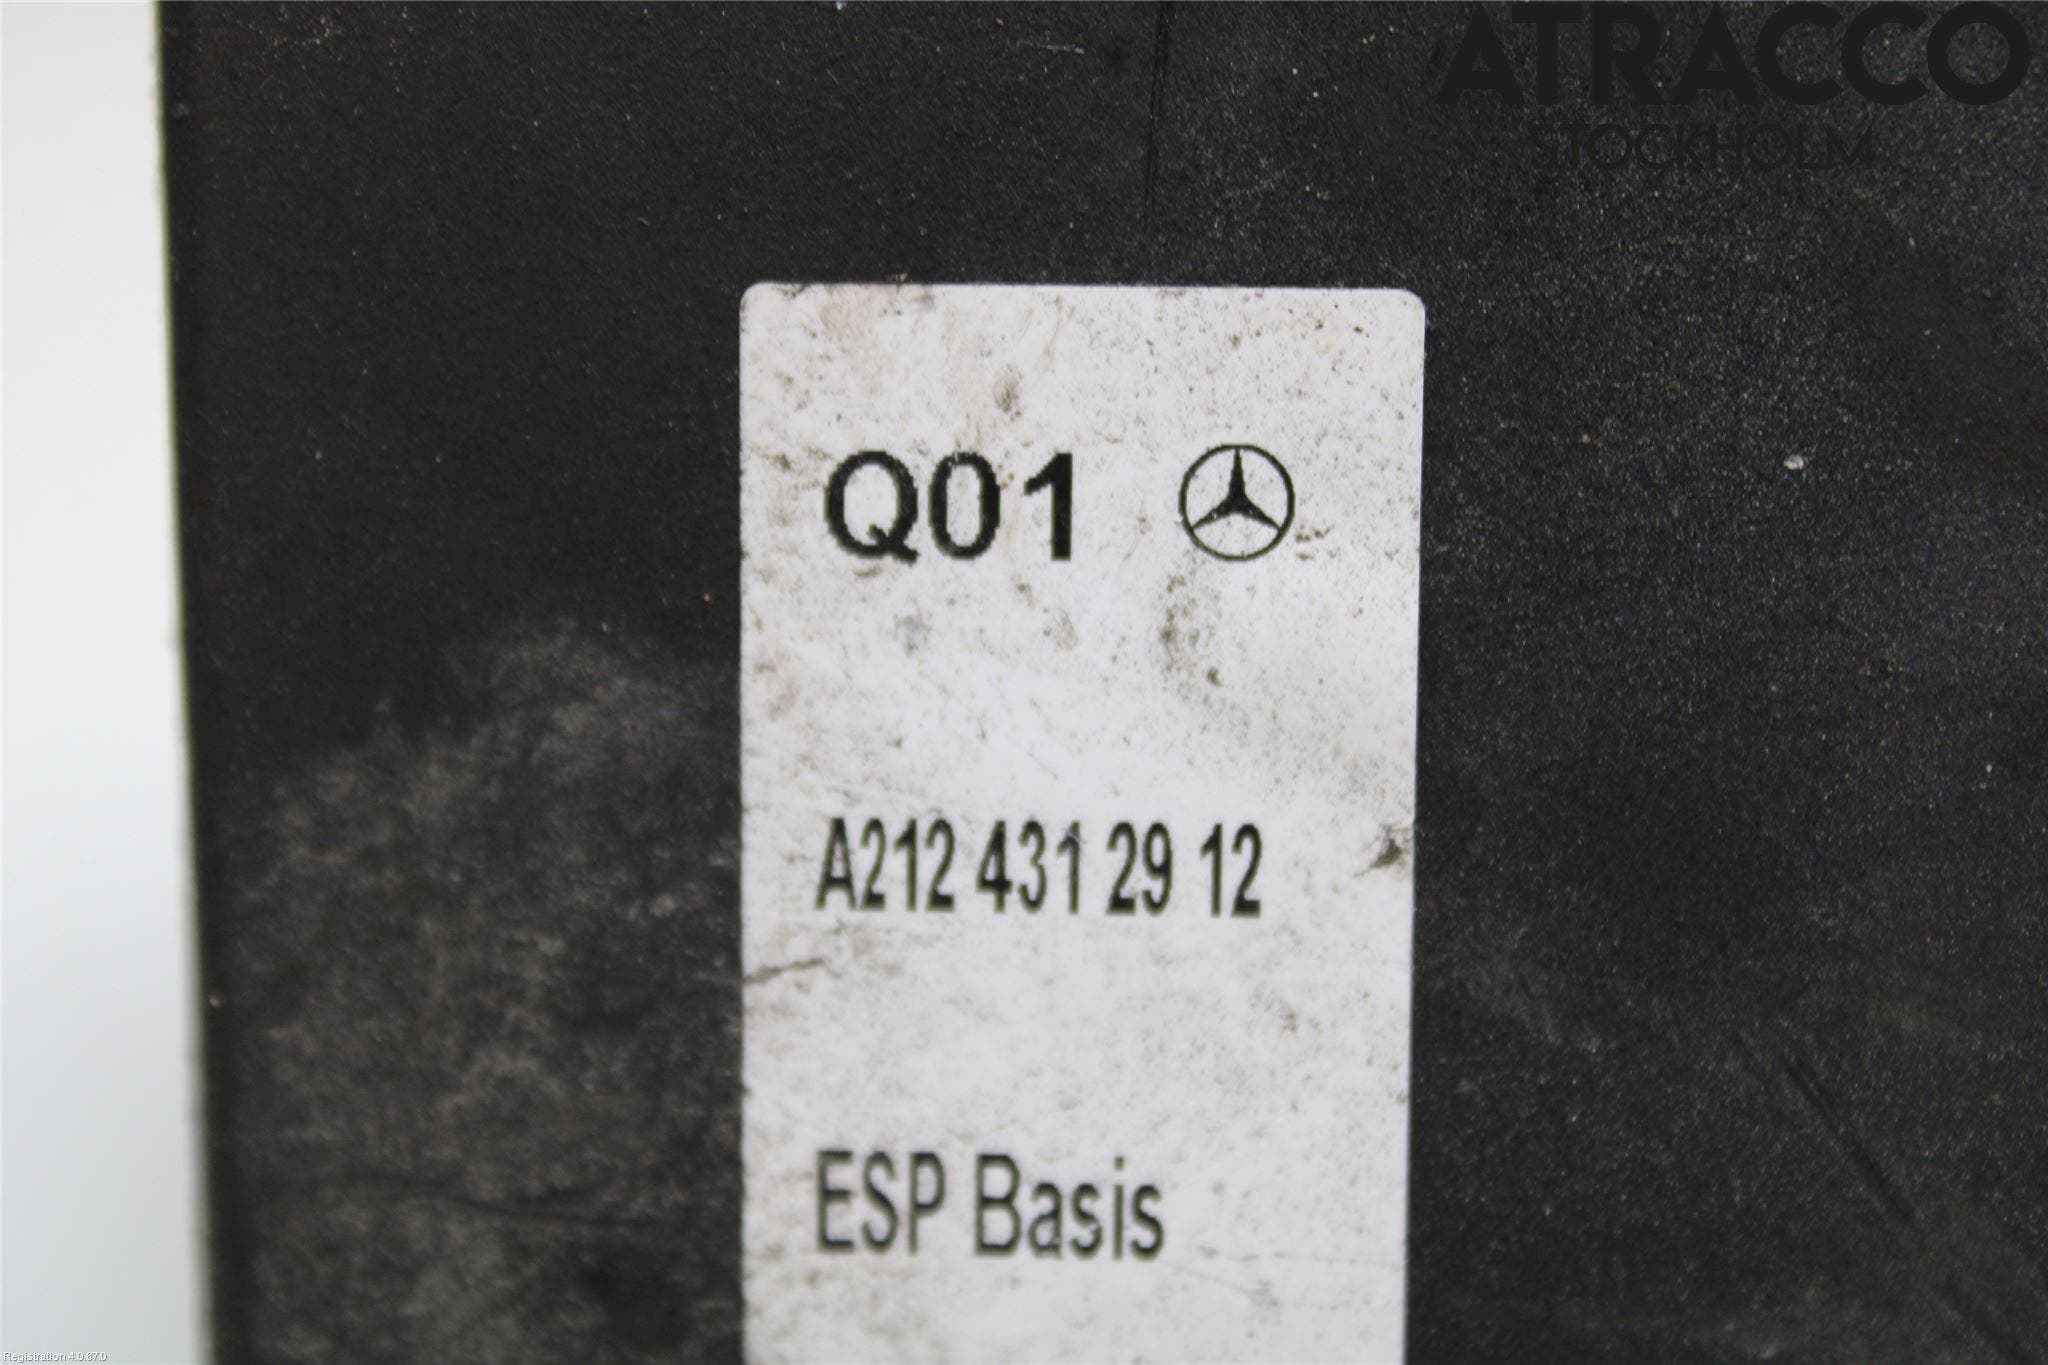 ATRACCO
STOCKHOLM
Q01
A212 431 29 12
ESP Basis
Registration 4.0.87.0